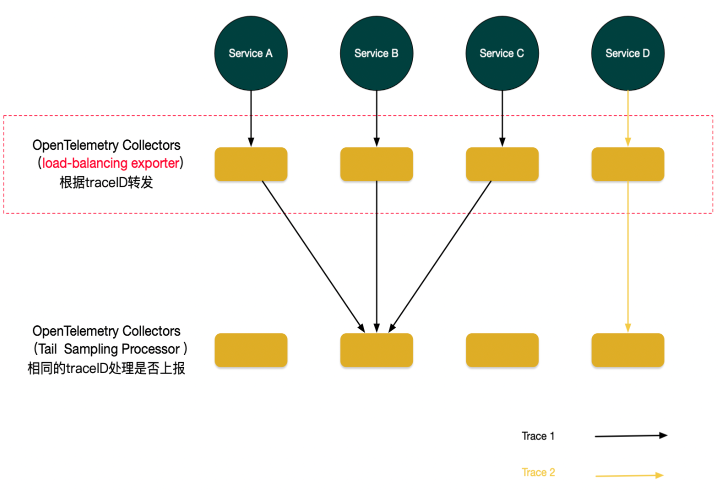 Service A
Service B
Service C
Service D
OpenTelemetry Collectors
（load-balancing exporter）
根据traceID转发
OpenTelemetry Collectors
（Tail Sampling Processor ）
相同的traceID处理是否上报
Trace 1
Trace 2